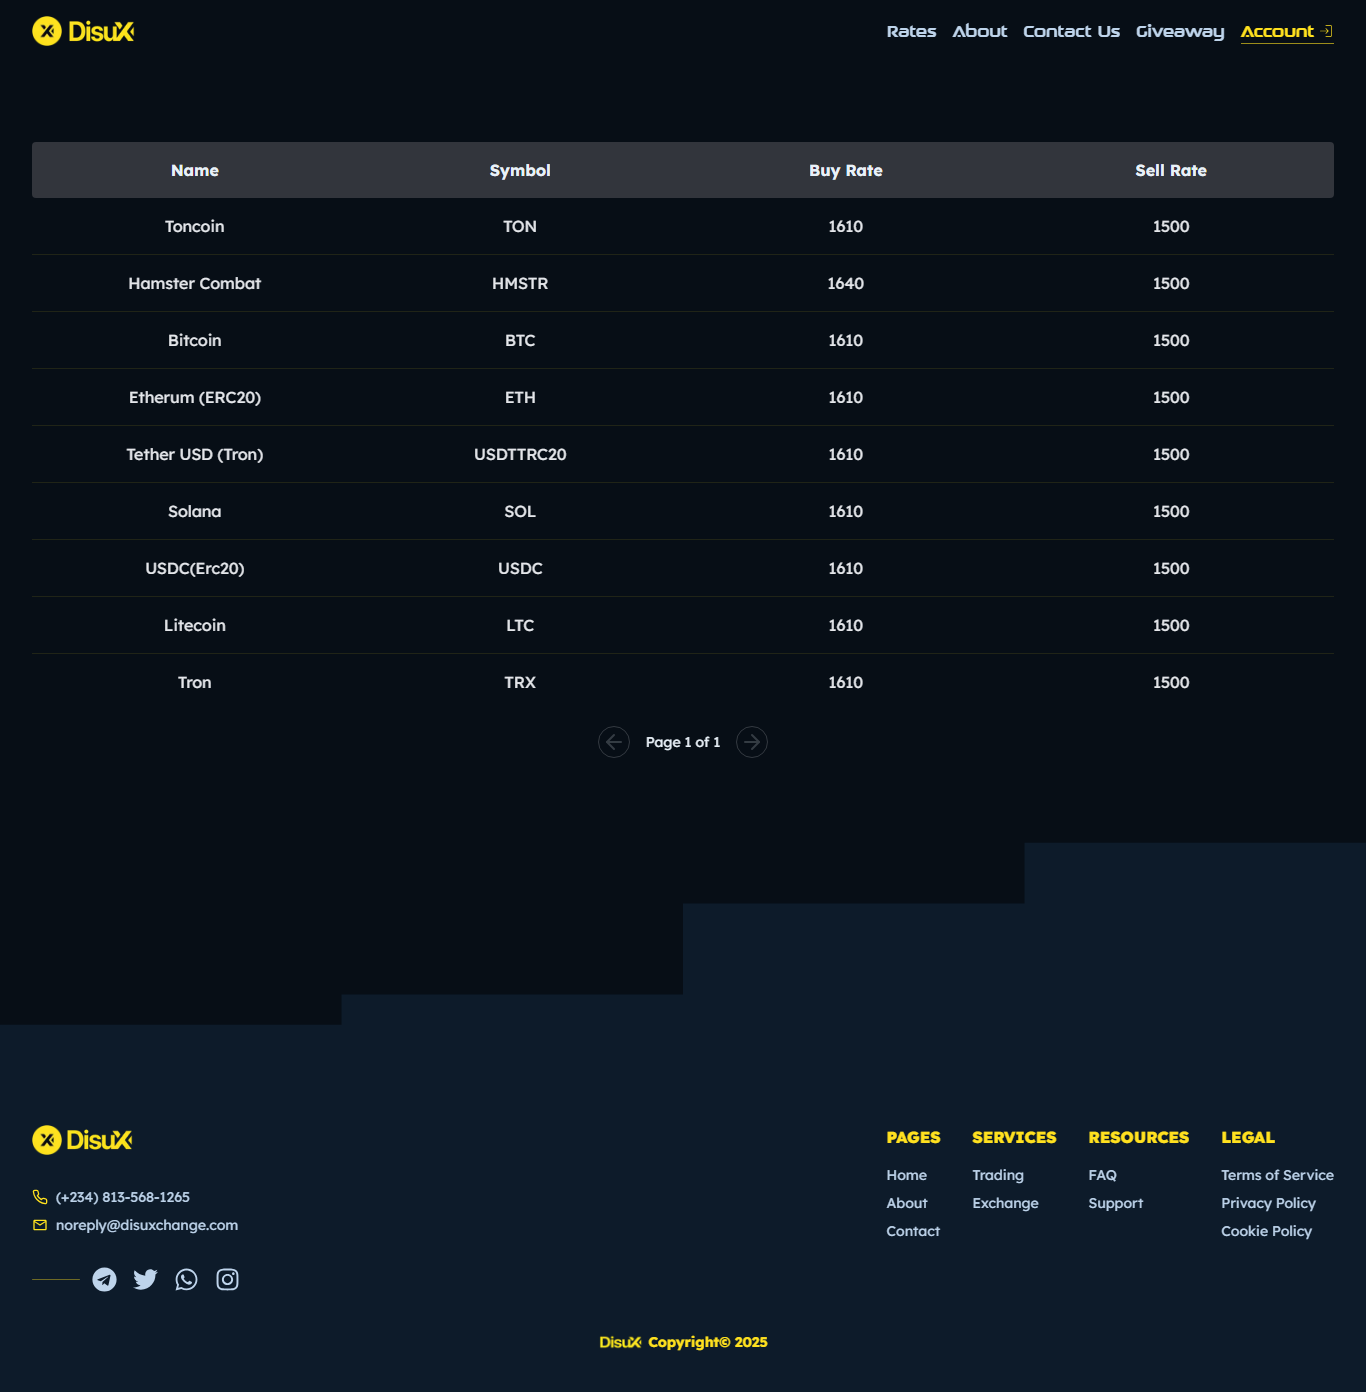 DisuX
Rates About Contact Us Giveaway Account
Name Symbol Buy Rate Sell Rate
Toncoin TON 1610 1500
Hamster Combat HMSTR 1640 1500
Bitcoin BTC 1610 1500
Etherum (ERC20) ETH 1610 1500
Tether USD (Tron) USDTTRC20 1610 1500
Solana SOL 1610 1500
USDC(Erc20) USDC 1610 1500
Litecoin LTC 1610 1500
Tron TRX 1610 1500
Page 1 of 1
DisuX
(+234) 813-568-1265
noreply@disuxchange.com
PAGES
Home
About
Contact
SERVICES
Trading
Exchange
RESOURCES
FAQ
Support
LEGAL
Terms of Service
Privacy Policy
Cookie Policy
DisuX Copyright© 2025